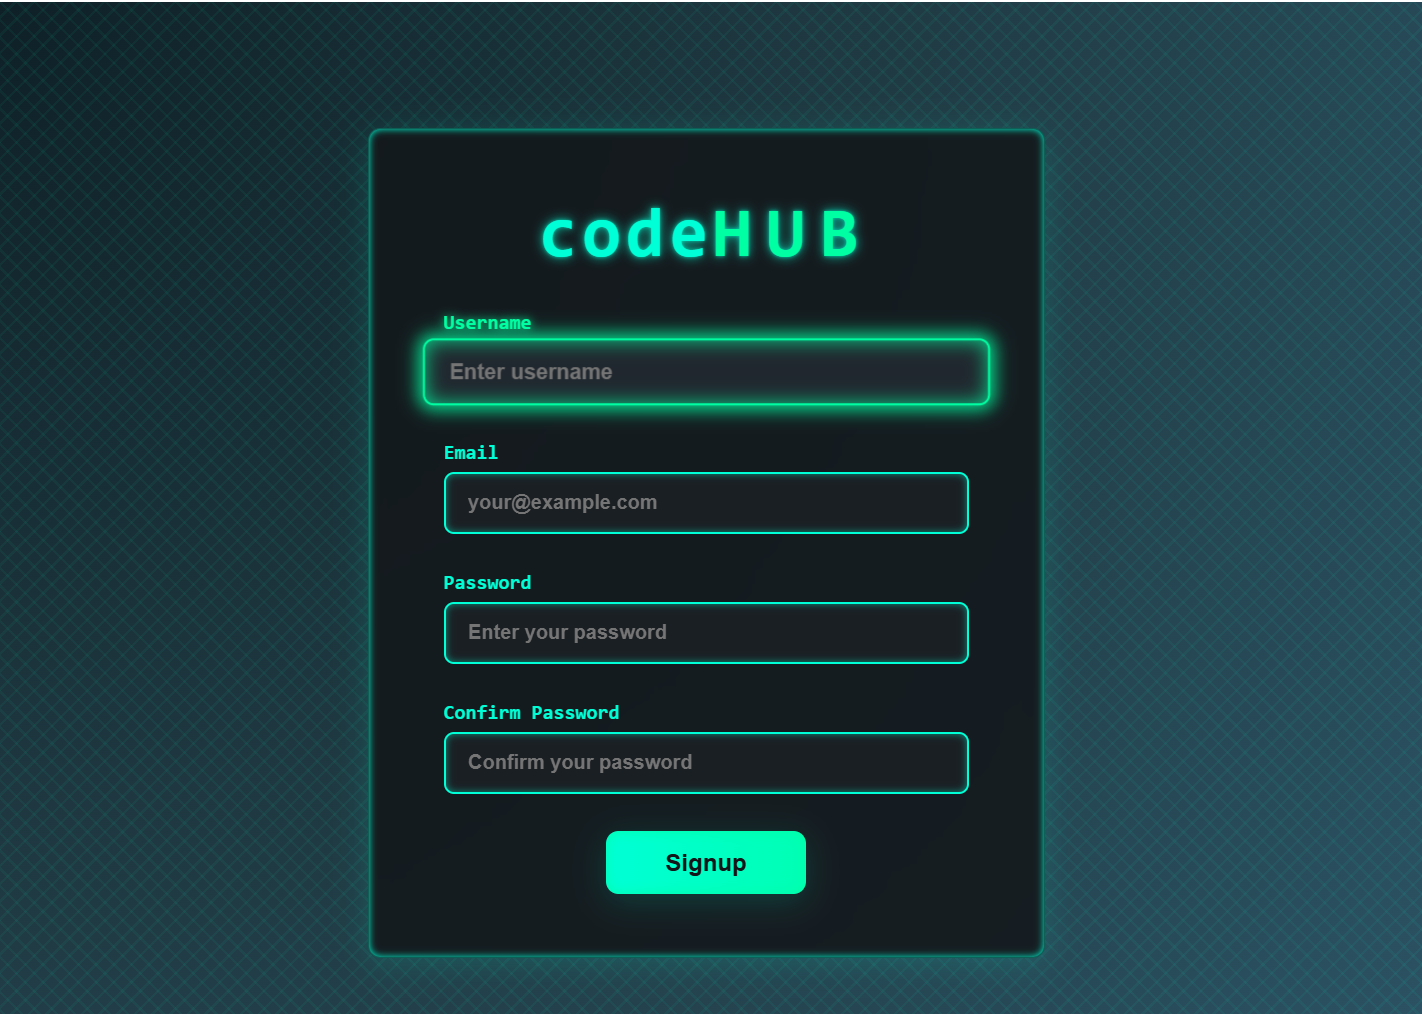 codeHUB
Username
Enter username
Email
your@example.com
Password
Enter your password
Confirm Password
Confirm your password
Signup